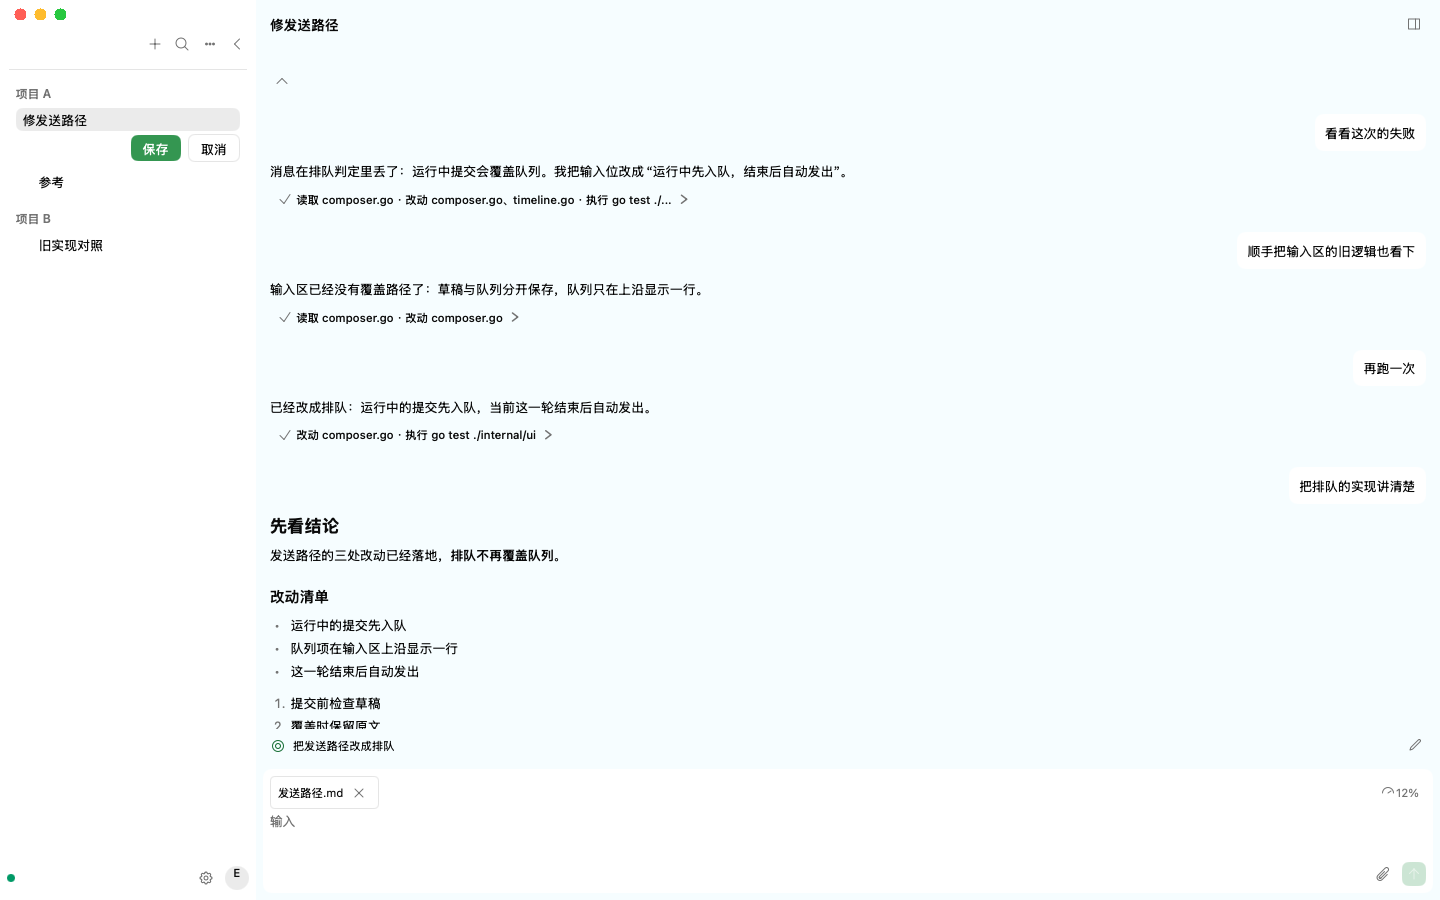 修发送路径
项目 A
修发送路径
保存
取消
参考
项目 B
旧实现对照
E
看看这次的失败
消息在排队判定里丢了：运行中提交会覆盖队列。我把输入位改成“运行中先入队，结束后自动发出”。
读取 composer.go · 改动 composer.go、timeline.go · 执行 go test ./...
顺手把输入区的旧逻辑也看下
输入区已经没有覆盖路径了：草稿与队列分开保存，队列只在上沿显示一行。
读取 composer.go · 改动 composer.go
再跑一次
已经改成排队：运行中的提交先入队，当前这一轮结束后自动发出。
改动 composer.go · 执行 go test ./internal/ui
把排队的实现讲清楚
先看结论
发送路径的三处改动已经落地，排队不再覆盖队列。
改动清单
• 运行中的提交先入队
• 队列项在输入区上沿显示一行
• 这一轮结束后自动发出
1. 提交前检查草稿
2. 覆盖时保留原文
把发送路径改成排队
发送路径.md
12%
输入